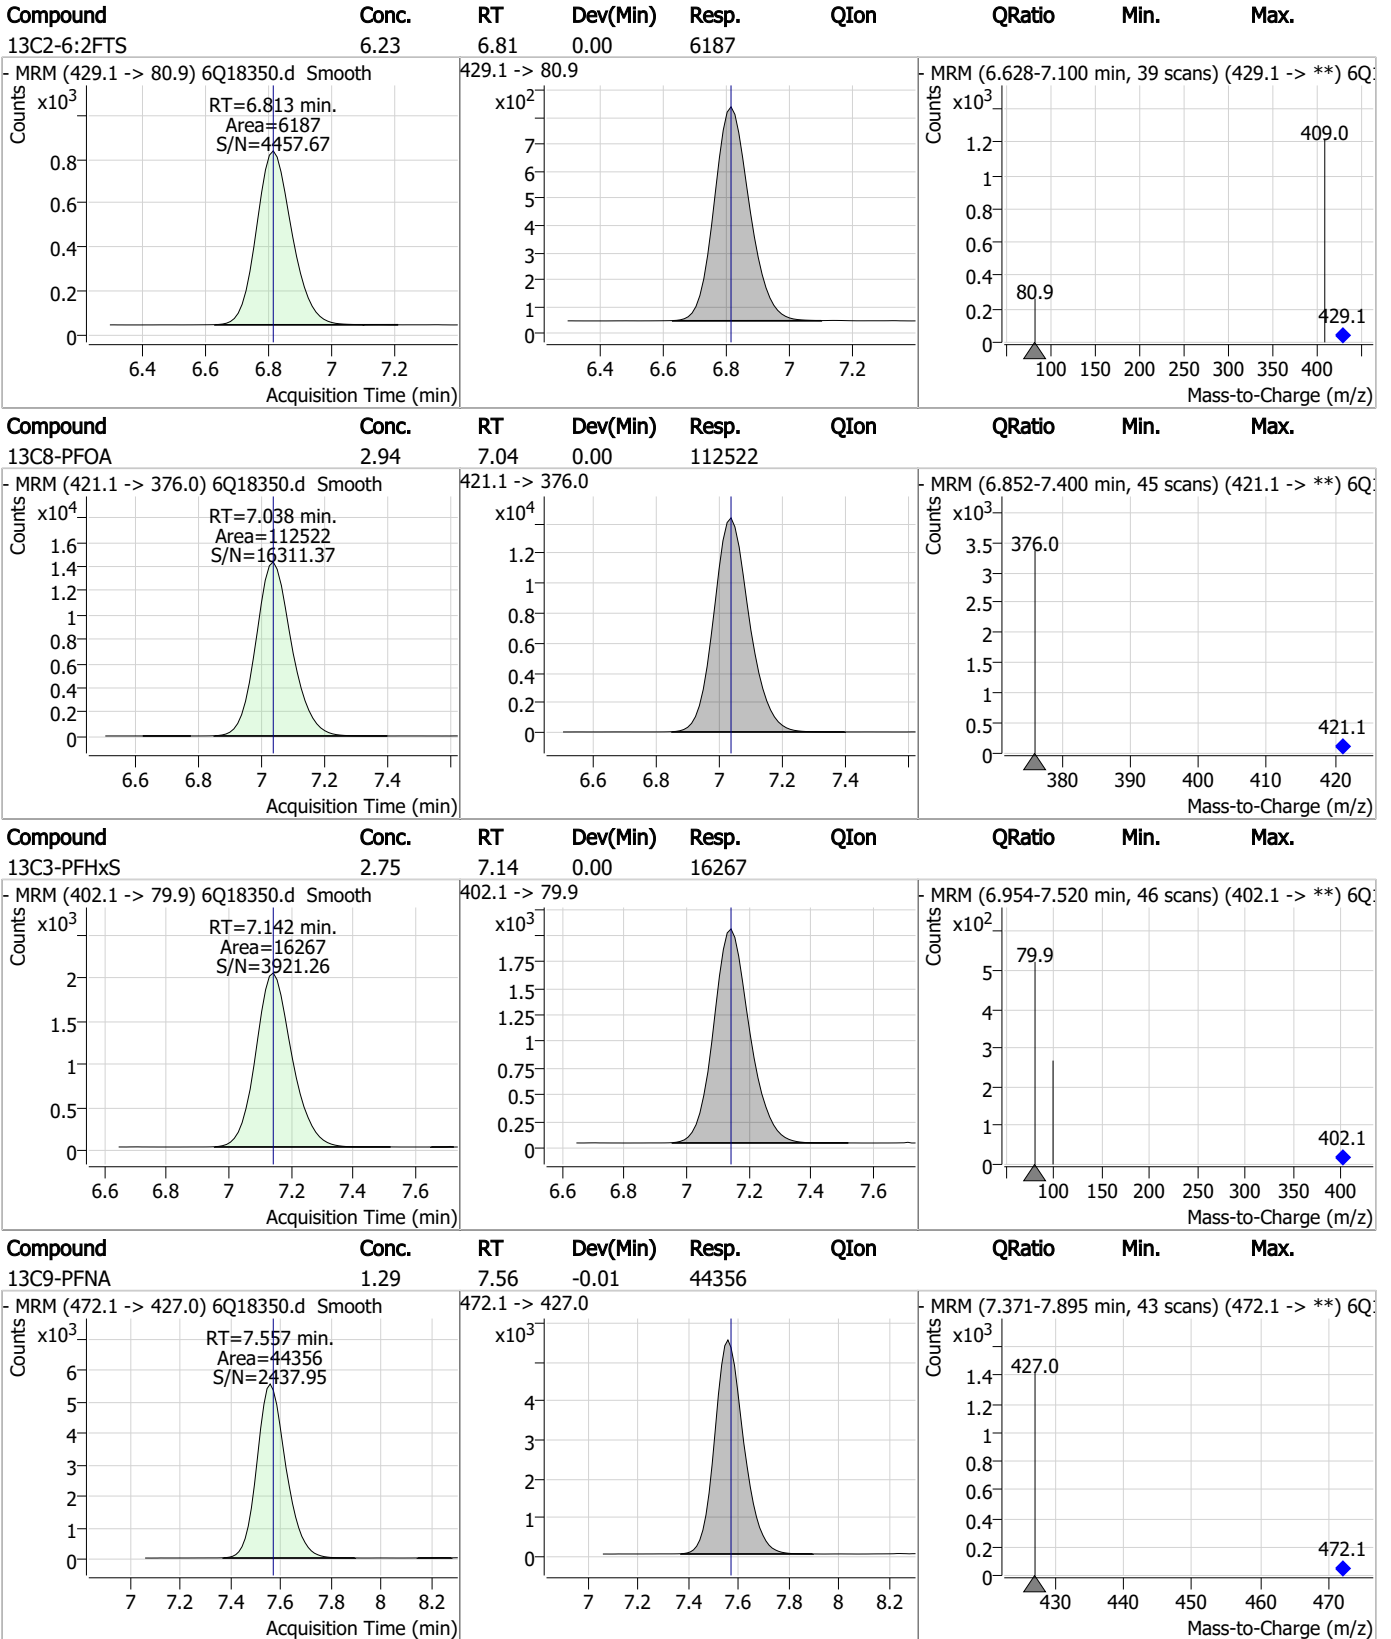 Compound Conc. RT Dev(Min) Resp. QIon QRatio Min. Max.
13C2-6:2FTS 6.23 6.81 0.00 6187
- MRM (429.1 -> 80.9) 6Q18350.d Smooth
Counts
x10^3
RT=6.813 min.
Area=6187
S/N=4457.67
0.8
0.6
0.4
0.2
0
6.4 6.6 6.8 7 7.2
Acquisition Time (min)
429.1 -> 80.9
x10^2
7
6
5
4
3
2
1
0
6.4 6.6 6.8 7 7.2
- MRM (6.628-7.100 min, 39 scans) (429.1 -> **) 6Q1
Counts
x10^3
1.2
1
0.8
0.6
0.4
0.2
0
409.0
80.9
429.1
100 150 200 250 300 350 400
Mass-to-Charge (m/z)
Compound Conc. RT Dev(Min) Resp. QIon QRatio Min. Max.
13C8-PFOA 2.94 7.04 0.00 112522
- MRM (421.1 -> 376.0) 6Q18350.d Smooth
Counts
x10^4
RT=7.038 min.
Area=112522
S/N=16311.37
1.6
1.4
1.2
1
0.8
0.6
0.4
0.2
0
6.6 6.8 7 7.2 7.4
Acquisition Time (min)
421.1 -> 376.0
x10^4
1.2
1
0.8
0.6
0.4
0.2
0
6.6 6.8 7 7.2 7.4
- MRM (6.852-7.400 min, 45 scans) (421.1 -> **) 6Q1
Counts
x10^3
3.5
3
2.5
2
1.5
1
0.5
0
376.0
421.1
380 390 400 410 420
Mass-to-Charge (m/z)
Compound Conc. RT Dev(Min) Resp. QIon QRatio Min. Max.
13C3-PFHxS 2.75 7.14 0.00 16267
- MRM (402.1 -> 79.9) 6Q18350.d Smooth
Counts
x10^3
RT=7.142 min.
Area=16267
S/N=3921.26
2
1.5
1
0.5
0
6.6 6.8 7 7.2 7.4 7.6
Acquisition Time (min)
402.1 -> 79.9
x10^3
1.75
1.5
1.25
1
0.75
0.5
0.25
0
6.6 6.8 7 7.2 7.4 7.6
- MRM (6.954-7.520 min, 46 scans) (402.1 -> **) 6Q1
Counts
x10^2
5
4
3
2
1
0
79.9
402.1
100 150 200 250 300 350 400
Mass-to-Charge (m/z)
Compound Conc. RT Dev(Min) Resp. QIon QRatio Min. Max.
13C9-PFNA 1.29 7.56 -0.01 44356
- MRM (472.1 -> 427.0) 6Q18350.d Smooth
Counts
x10^3
RT=7.557 min.
Area=44356
S/N=2437.95
6
5
4
3
2
1
0
7 7.2 7.4 7.6 7.8 8 8.2
Acquisition Time (min)
472.1 -> 427.0
x10^3
4
3
2
1
0
7 7.2 7.4 7.6 7.8 8 8.2
- MRM (7.371-7.895 min, 43 scans) (472.1 -> **) 6Q1
Counts
x10^3
1.4
1.2
1
0.8
0.6
0.4
0.2
0
427.0
472.1
430 440 450 460 470
Mass-to-Charge (m/z)